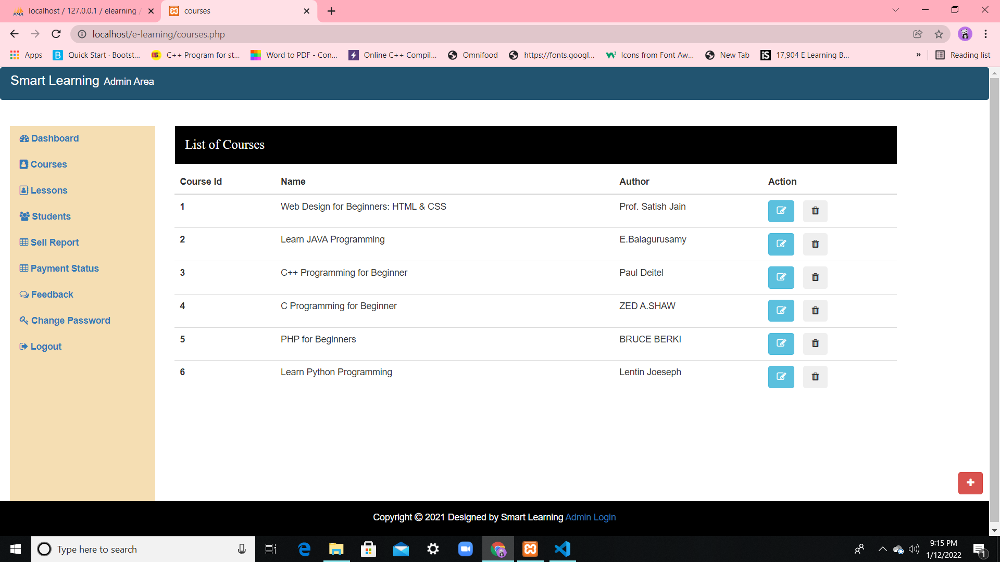 localhost / 127.0.0.1 / elearning /
courses
localhost/e-learning/courses.php
Apps
Quick Start · Bootst...
C++ Program for st...
Word to PDF - Con...
Online C++ Compil...
Omnifood
https://fonts.googl...
Icons from Font Aw...
New Tab
17,904 E Learning B...
»
Reading list
Smart Learning Admin Area
Dashboard
Courses
Lessons
Students
Sell Report
Payment Status
Feedback
Change Password
Logout
List of Courses
Course Id Name Author Action
1 Web Design for Beginners: HTML & CSS Prof. Satish Jain
2 Learn JAVA Programming E.Balagurusamy
3 C++ Programming for Beginner Paul Deitel
4 C Programming for Beginner ZED A.SHAW
5 PHP for Beginners BRUCE BERKI
6 Learn Python Programming Lentin Joeseph
Copyright © 2021 Designed by Smart Learning Admin Login
Type here to search
9:15 PM
1/12/2022
1